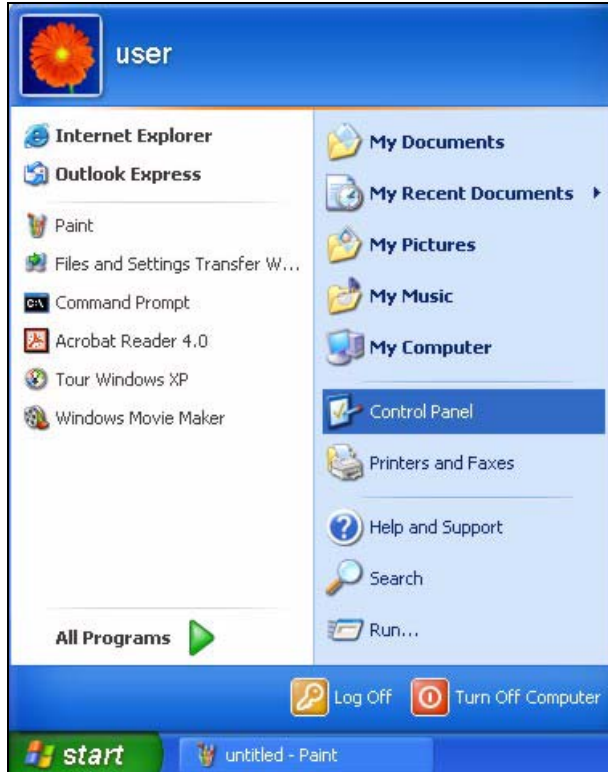 user
Internet Explorer
Outlook Express
Paint
Files and Settings Transfer W...
C:\
Command Prompt
Acrobat Reader 4.0
Tour Windows XP
Windows Movie Maker
All Programs
My Documents
My Recent Documents
My Pictures
My Music
My Computer
Control Panel
Printers and Faxes
Help and Support
Search
Run...
Log Off
Turn Off Computer
start
untitled - Paint